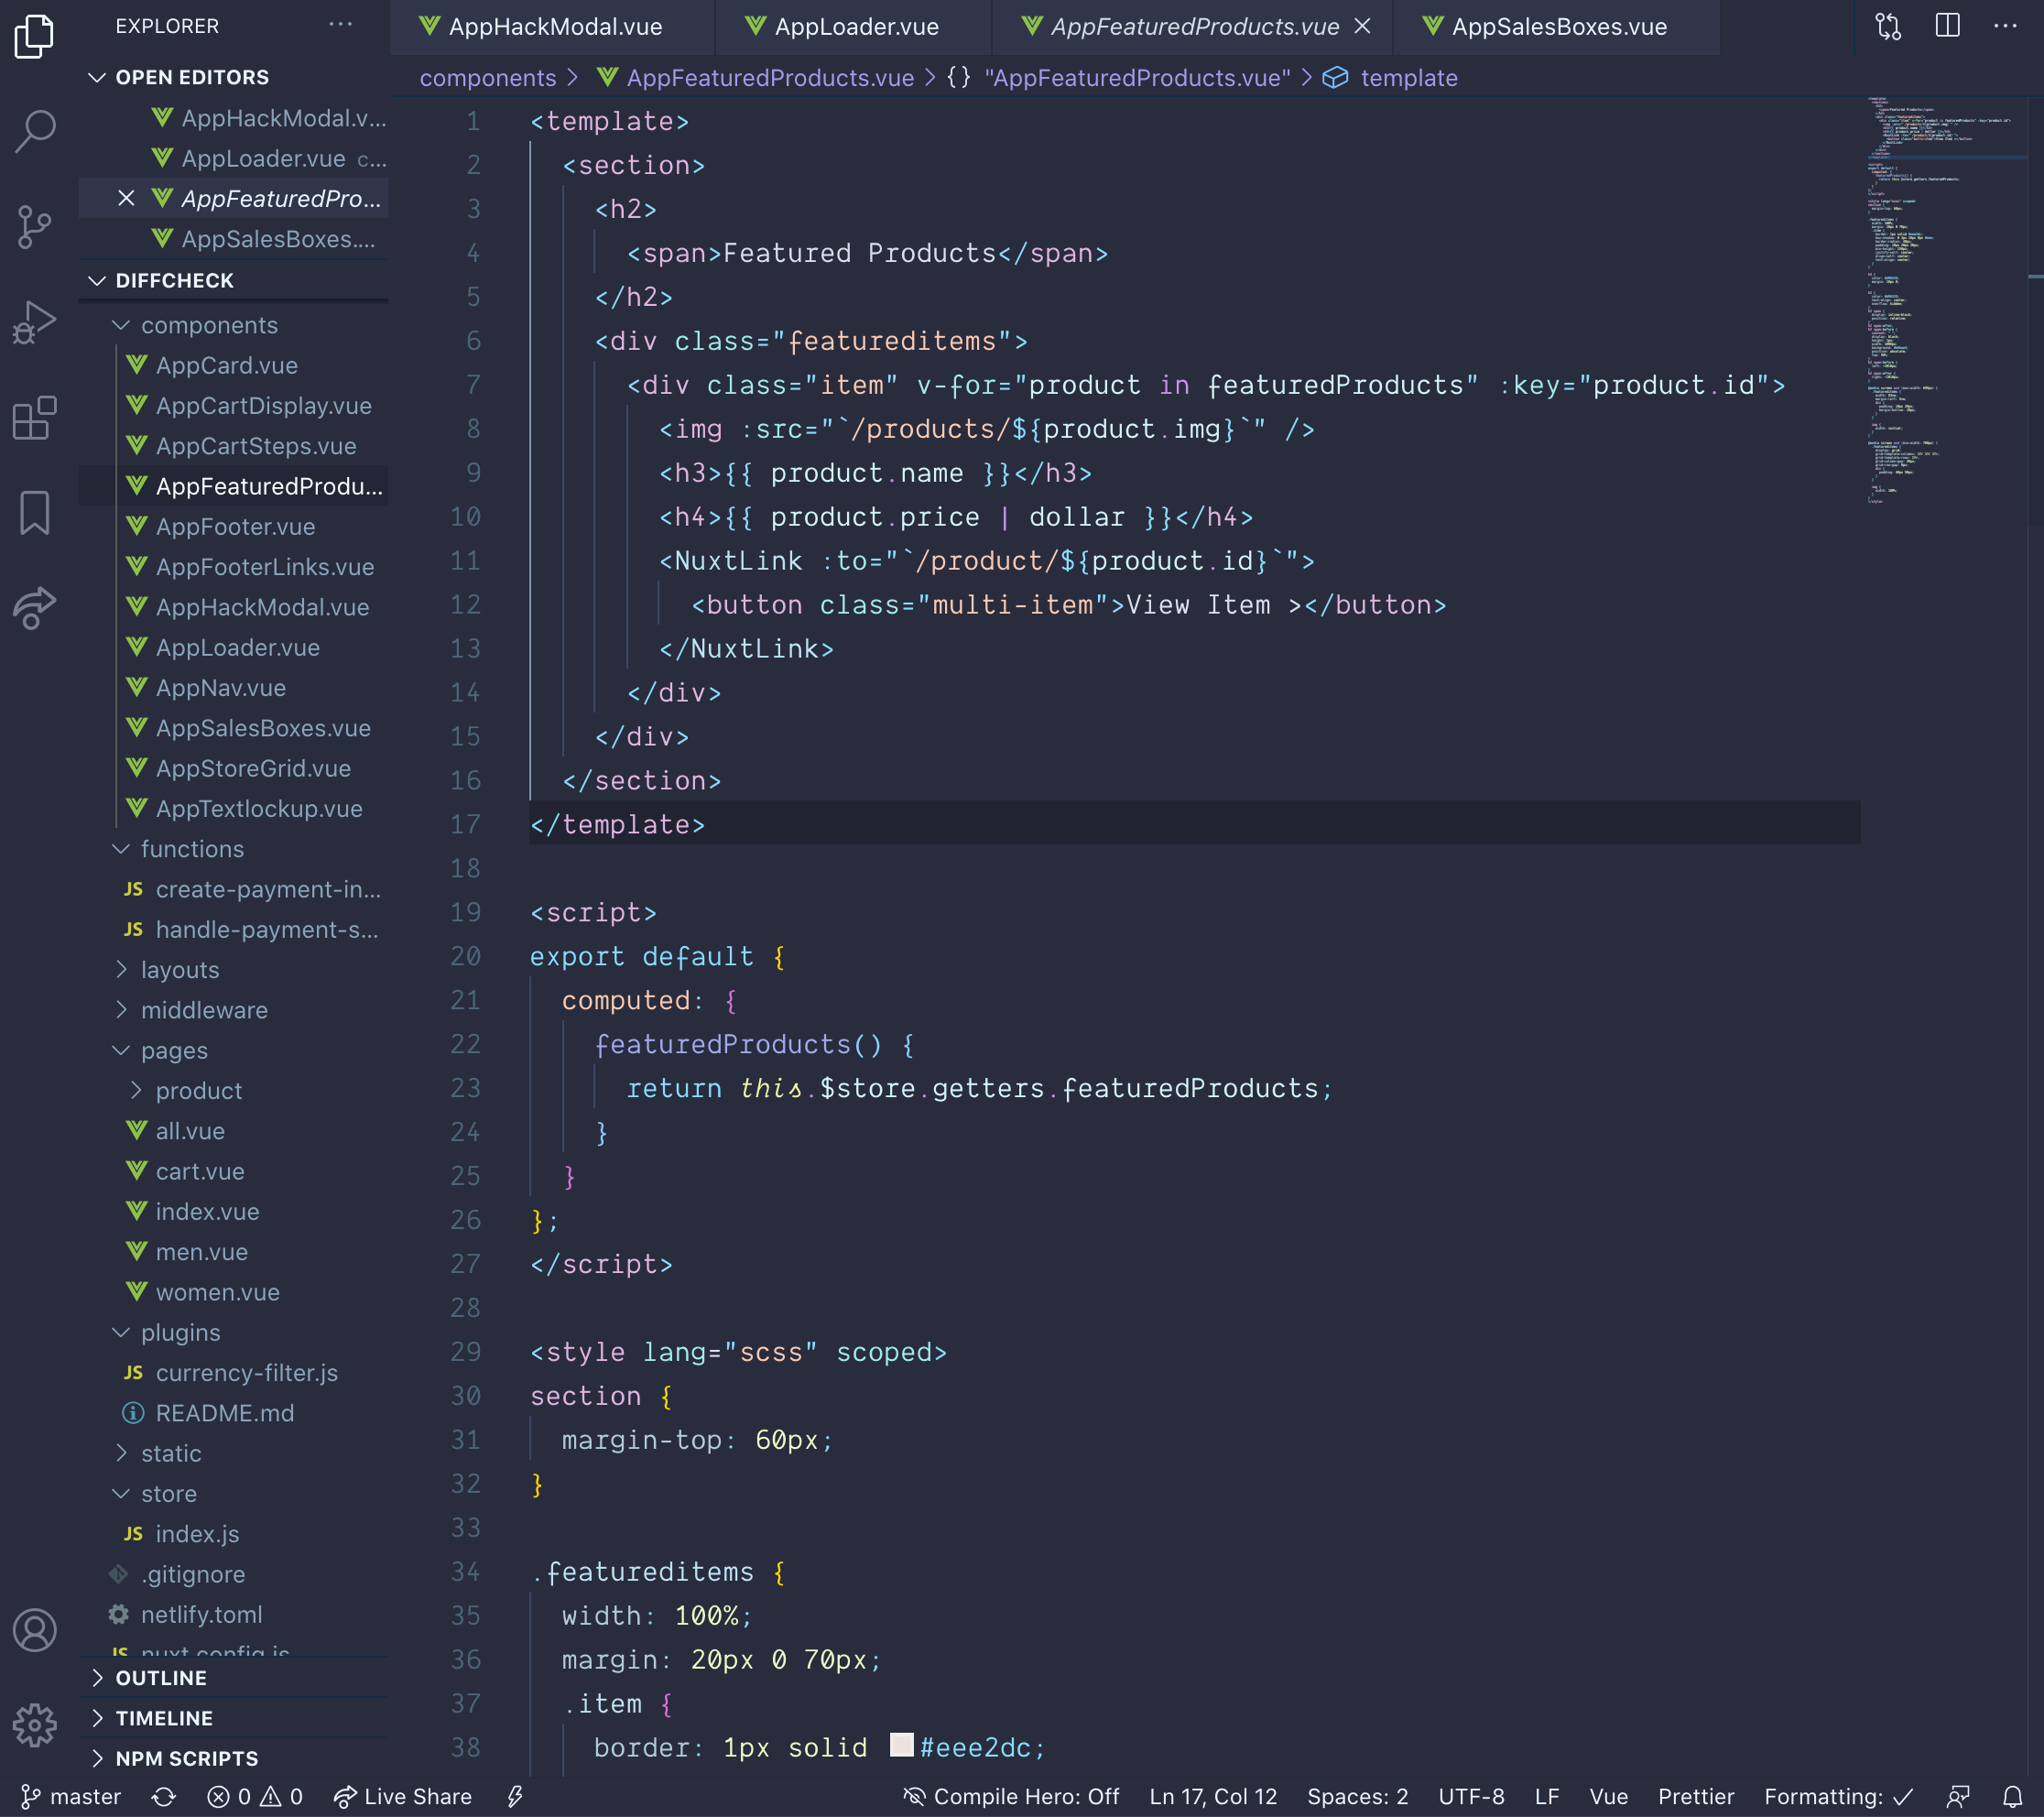 EXPLORER
OPEN EDITORS
AppHackModal.v...
AppLoader.vue c...
AppFeaturedPro...
AppSalesBoxes....
DIFFCHECK
components
AppCard.vue
AppCartDisplay.vue
AppCartSteps.vue
AppFeaturedProdu...
AppFooter.vue
AppFooterLinks.vue
AppHackModal.vue
AppLoader.vue
AppNav.vue
AppSalesBoxes.vue
AppStoreGrid.vue
AppTextlockup.vue
functions
JS create-payment-in...
JS handle-payment-s...
layouts
middleware
pages
product
all.vue
cart.vue
index.vue
men.vue
women.vue
plugins
JS currency-filter.js
README.md
static
store
JS index.js
.gitignore
netlify.toml
JS nuxt.config.js
OUTLINE
TIMELINE
NPM SCRIPTS
AppHackModal.vue AppLoader.vue AppFeaturedProducts.vue AppSalesBoxes.vue
components > AppFeaturedProducts.vue > {} "AppFeaturedProducts.vue" > template
1 <template>
2 <section>
3 <h2>
4 <span>Featured Products</span>
5 </h2>
6 <div class="featureditems">
7 <div class="item" v-for="product in featuredProducts" :key="product.id">
8 <img :src="`/products/${product.img}`" />
9 <h3>{{ product.name }}</h3>
10 <h4>{{ product.price | dollar }}</h4>
11 <NuxtLink :to="`/product/${product.id}`">
12 <button class="multi-item">View Item ></button>
13 </NuxtLink>
14 </div>
15 </div>
16 </section>
17 </template>
18
19 <script>
20 export default {
21 computed: {
22 featuredProducts() {
23 return this.$store.getters.featuredProducts;
24 }
25 }
26 };
27 </script>
28
29 <style lang="scss" scoped>
30 section {
31 margin-top: 60px;
32 }
33
34 .featureditems {
35 width: 100%;
36 margin: 20px 0 70px;
37 .item {
38 border: 1px solid #eee2dc;
master 0 0 Live Share Compile Hero: Off Ln 17, Col 12 Spaces: 2 UTF-8 LF Vue Prettier Formatting: ✓